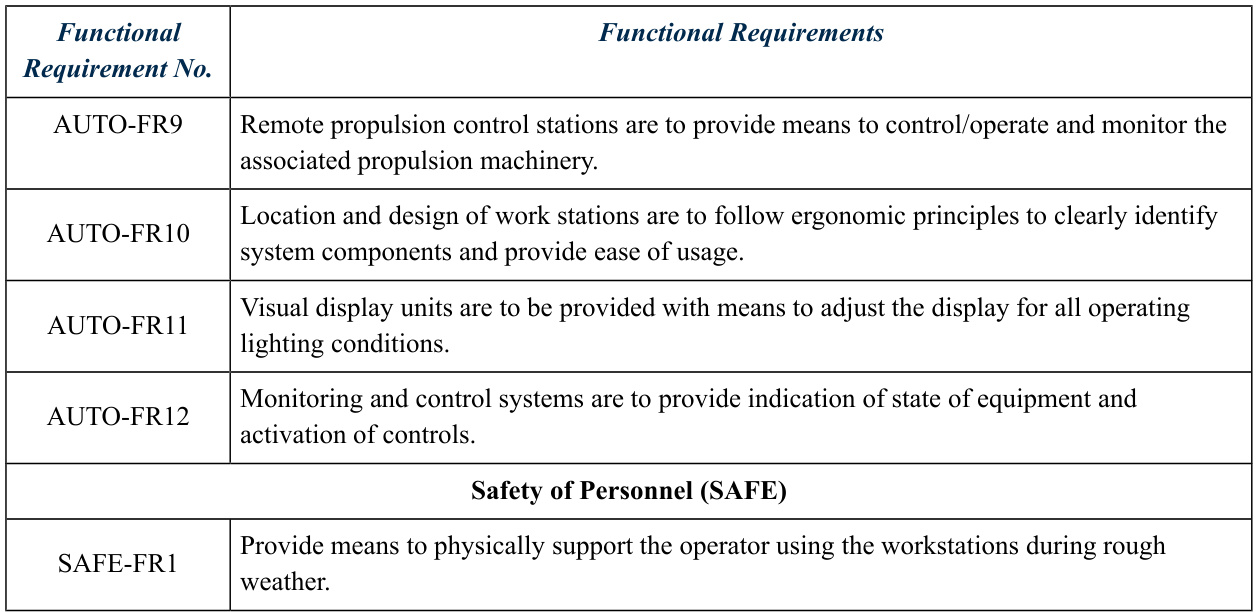 Functional
Requirement No.
Functional Requirements
AUTO-FR9
Remote propulsion control stations are to provide means to control/operate and monitor the
associated propulsion machinery.
AUTO-FR10
Location and design of work stations are to follow ergonomic principles to clearly identify
system components and provide ease of usage.
AUTO-FR11
Visual display units are to be provided with means to adjust the display for all operating
lighting conditions.
AUTO-FR12
Monitoring and control systems are to provide indication of state of equipment and
activation of controls.
Safety of Personnel (SAFE)
SAFE-FR1
Provide means to physically support the operator using the workstations during rough
weather.